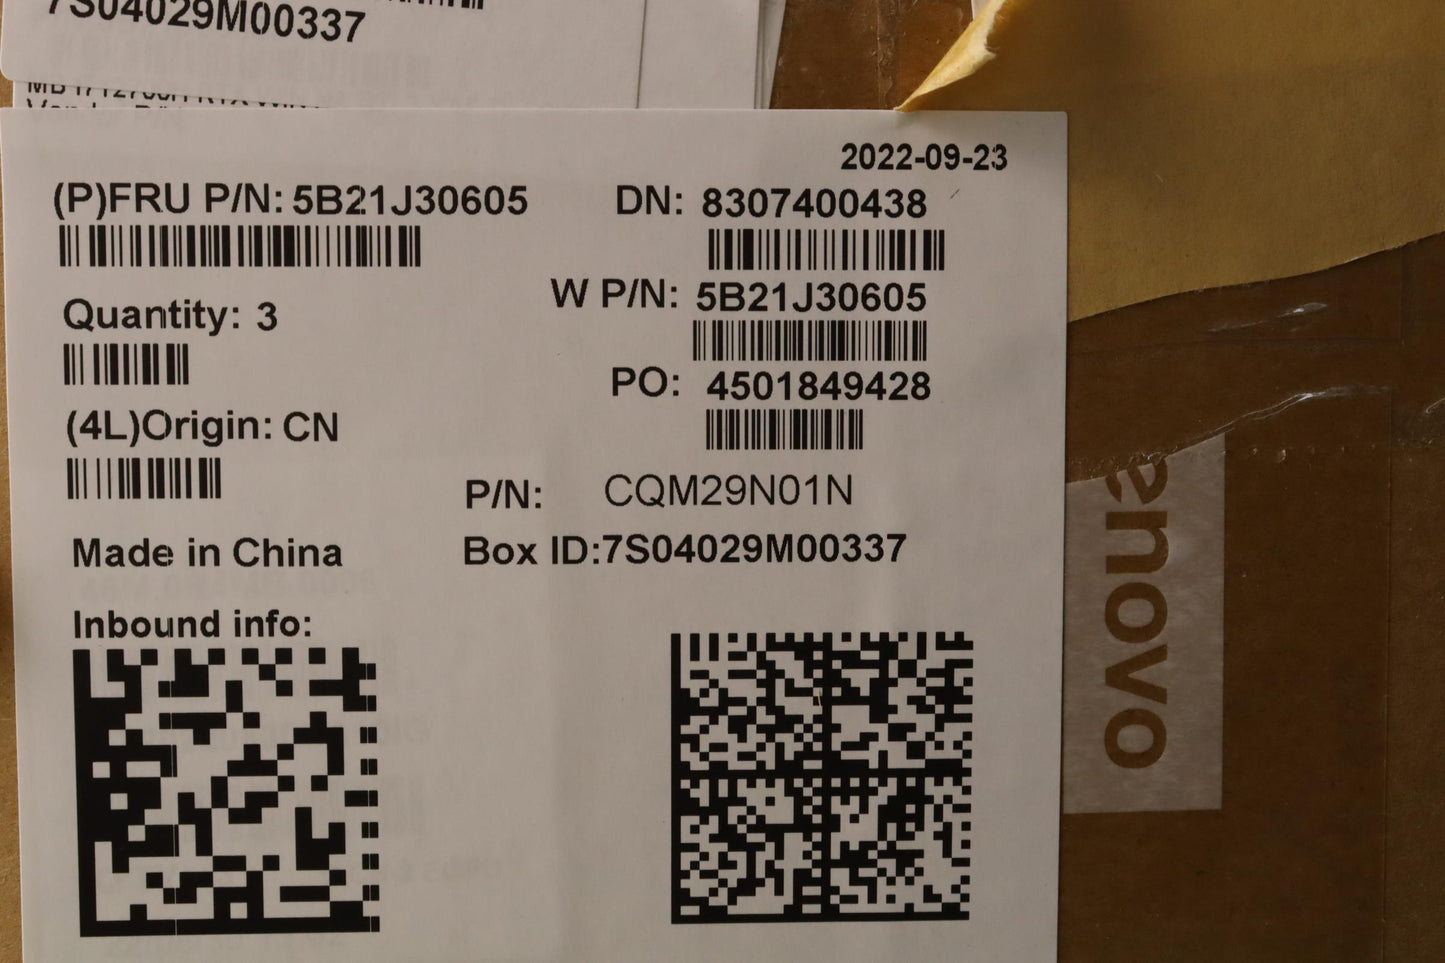 7S04029M00337
2022-09-23
(P)FRU P/N: 5B21J30605
DN: 8307400438
W P/N: 5B21J30605
Quantity: 3
PO: 4501849428
(4L)Origin: CN
P/N: CQM29N01N
Made in China
Box ID:7S04029M00337
Inbound info:
enovo